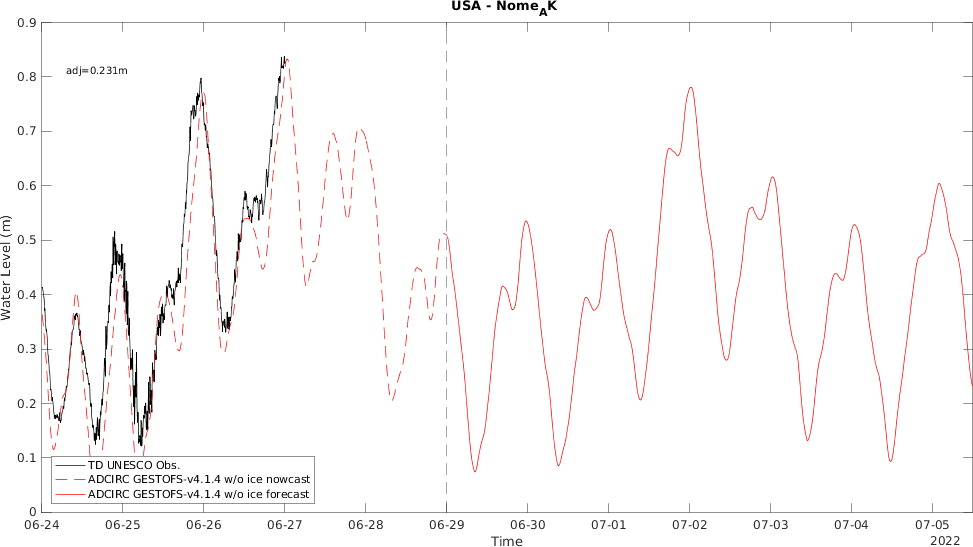 USA - Nome_AK
adj=0.231m
Water Level (m)
0.9
0.8
0.7
0.6
0.5
0.4
0.3
0.2
0.1
0
TD UNESCO Obs.
ADCIRC GESTOFS-v4.1.4 w/o ice nowcast
ADCIRC GESTOFS-v4.1.4 w/o ice forecast
06-24 06-25 06-26 06-27 06-28 06-29 06-30 07-01 07-02 07-03 07-04 07-05
Time
2022